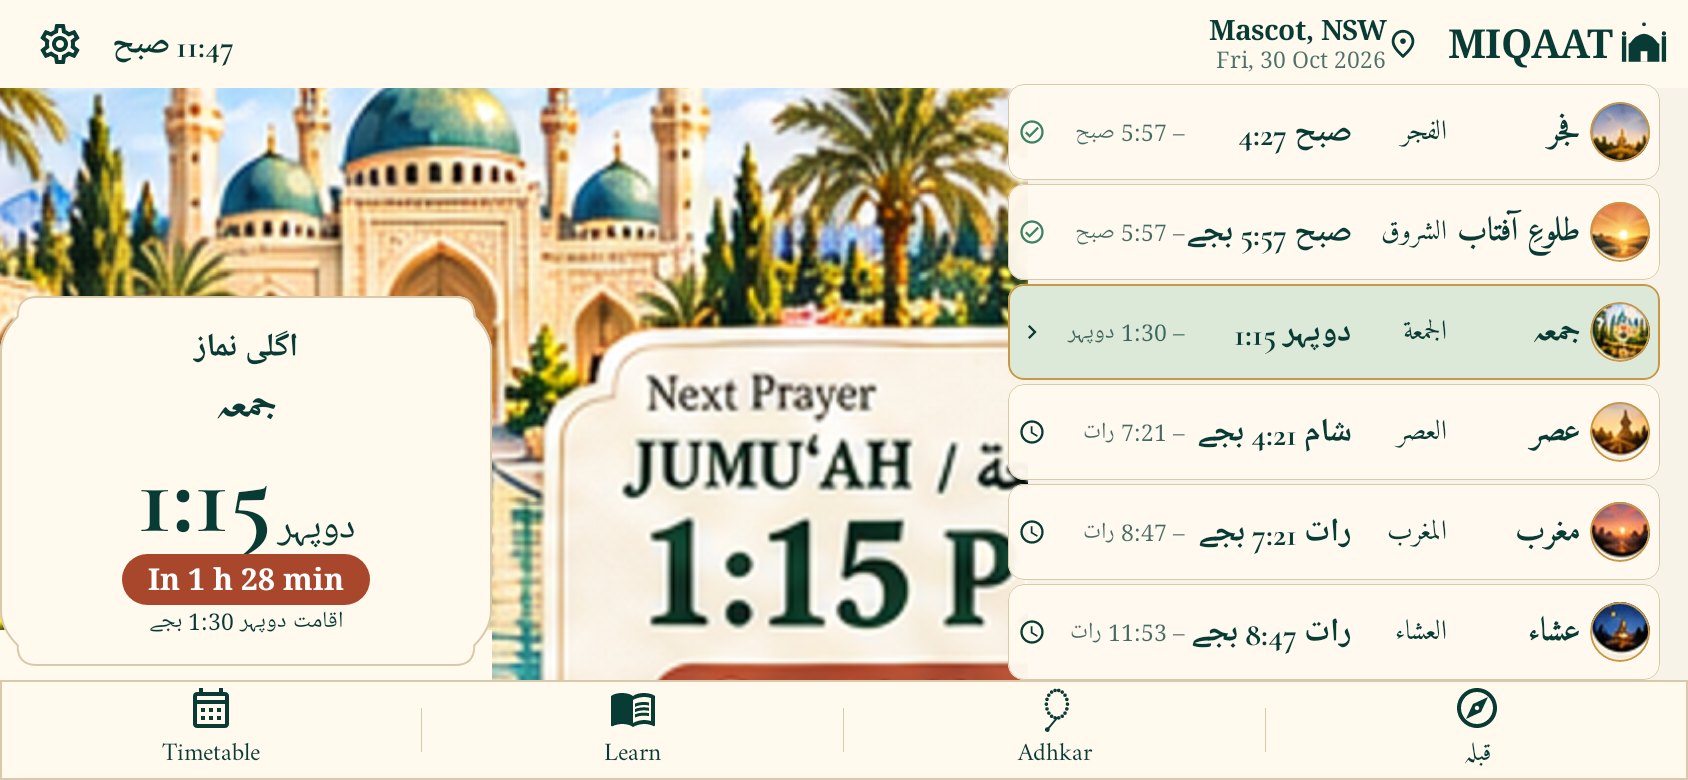 MIQAAT
Mascot, NSW
Fri, 30 Oct 2026
11:47 صبح
فجر الفجر صبح 4:27 – 5:57 صبح
طلوعِ آفتاب الشروق صبح 5:57 بجے – 5:57 صبح
جمعہ الجمعة دوپہر 1:15 – 1:30 دوپہر
عصر العصر شام 4:21 بجے – 7:21 رات
مغرب المغرب رات 7:21 بجے – 8:47 رات
عشاء العشاء رات 8:47 بجے – 11:53 رات
Next Prayer
JUMU‘AH /
1:15 P
اگلی نماز
جمعہ
1:15 دوپہر
In 1 h 28 min
اقامت دوپہر 1:30 بجے
Timetable
Learn
Adhkar
قبلہ